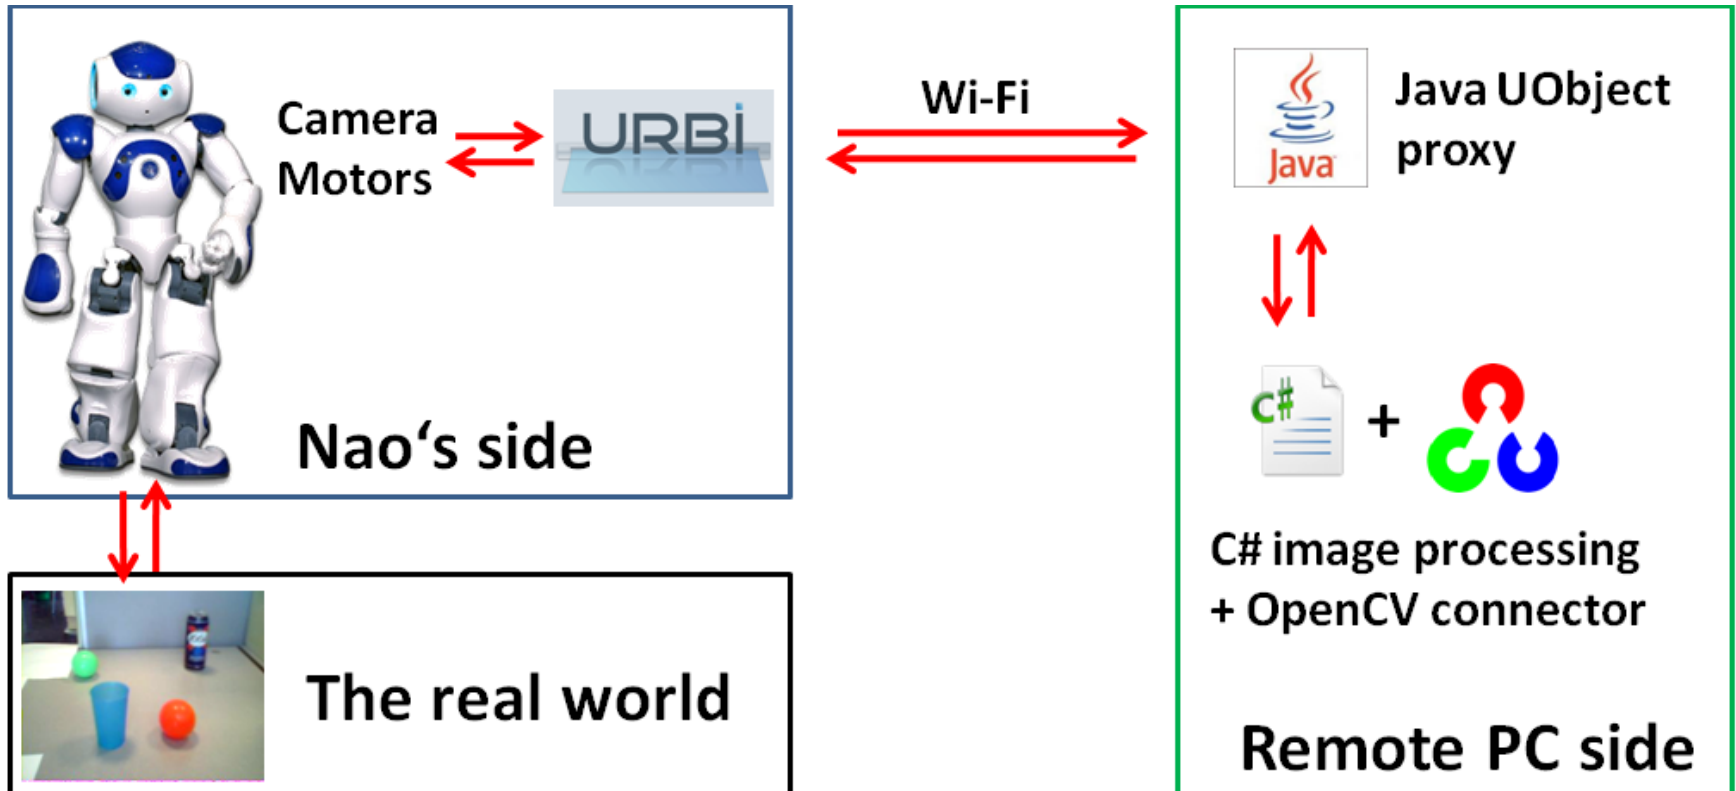 Camera
Motors
URBi
Wi-Fi
Java
Java UObject
proxy
Nao‘s side
C#
+
C# image processing
+ OpenCV connector
The real world
Remote PC side